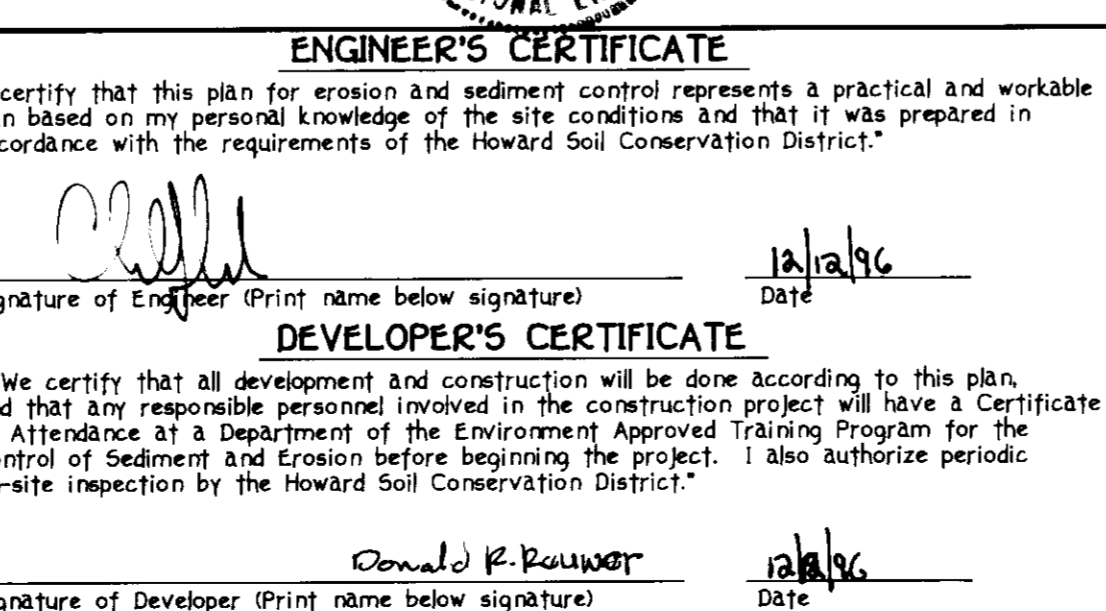 ONAL
ENGINEER'S CERTIFICATE
certify that this plan for erosion and sediment control represents a practical and workable
n based on my personal knowledge of the site conditions and that it was prepared in
cordance with the requirements of the Howard Soil Conservation District."
12/12/96
gnature of Engineer (Print name below signature)
Date
DEVELOPER'S CERTIFICATE
We certify that all development and construction will be done according to this plan,
d that any responsible personnel involved in the construction project will have a Certificate
Attendance at a Department of the Environment Approved Training Program for the
ntrol of Sediment and Erosion before beginning the project. I also authorize periodic
-site inspection by the Howard Soil Conservation District."
Donald R. Reuwer
gnature of Developer (Print name below signature)
Date